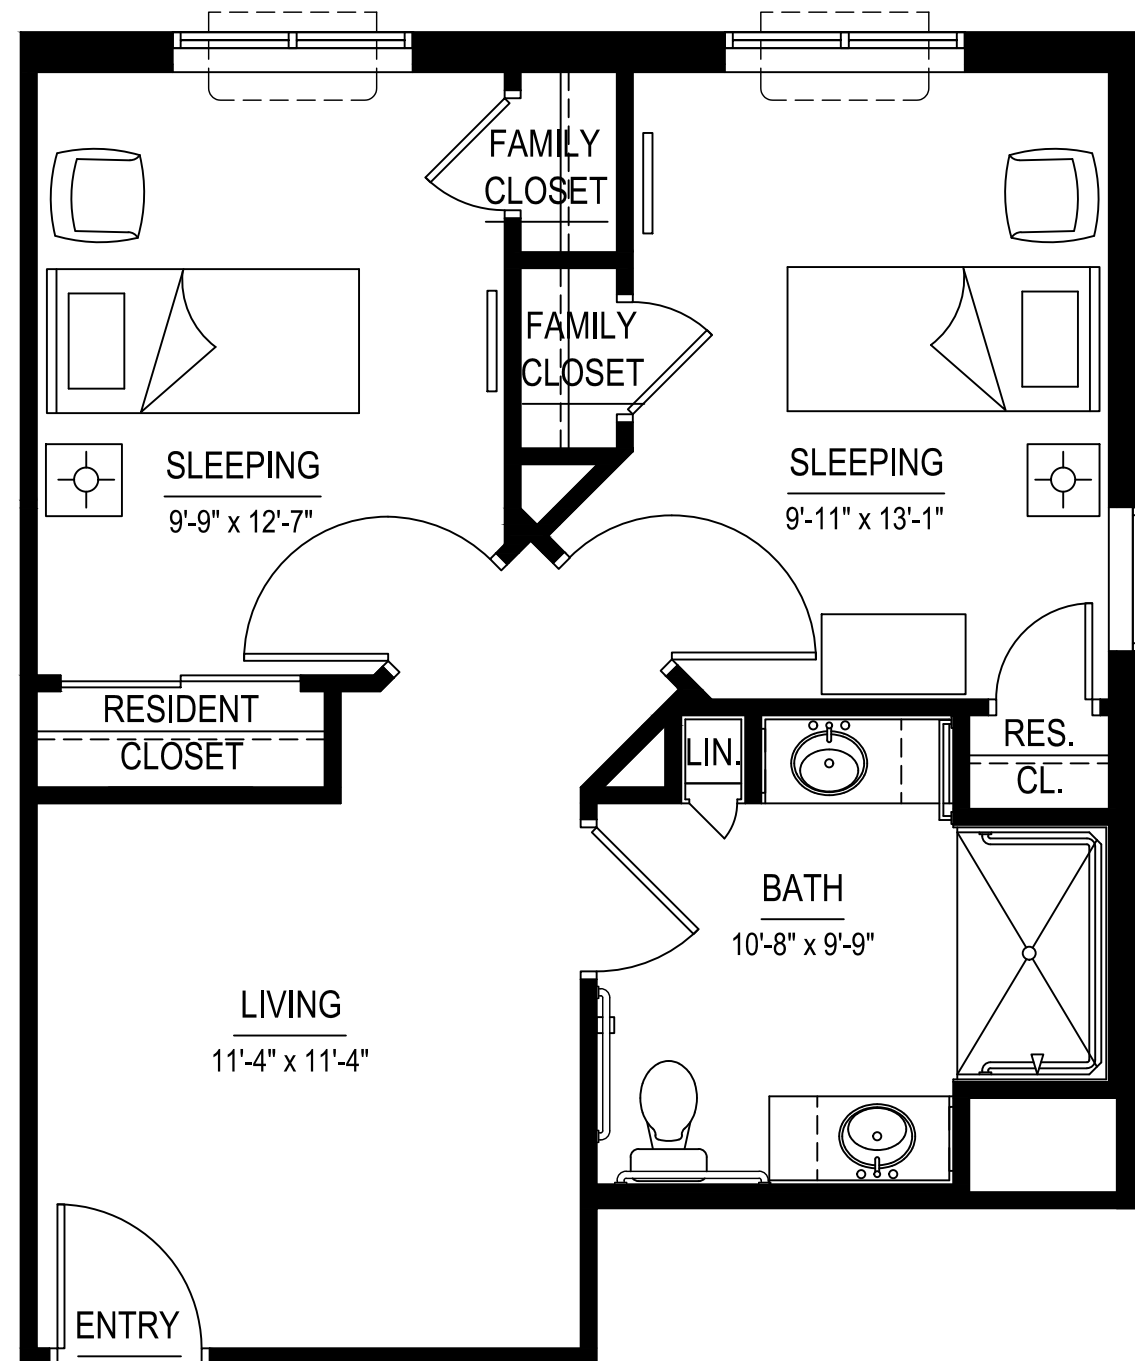 FAMILY
CLOSET
FAMILY
CLOSET
SLEEPING
9'-9" x 12'-7"
SLEEPING
9'-11" x 13'-1"
RESIDENT
CLOSET
LIN.
RES.
CL.
BATH
10'-8" x 9'-9"
LIVING
11'-4" x 11'-4"
ENTRY